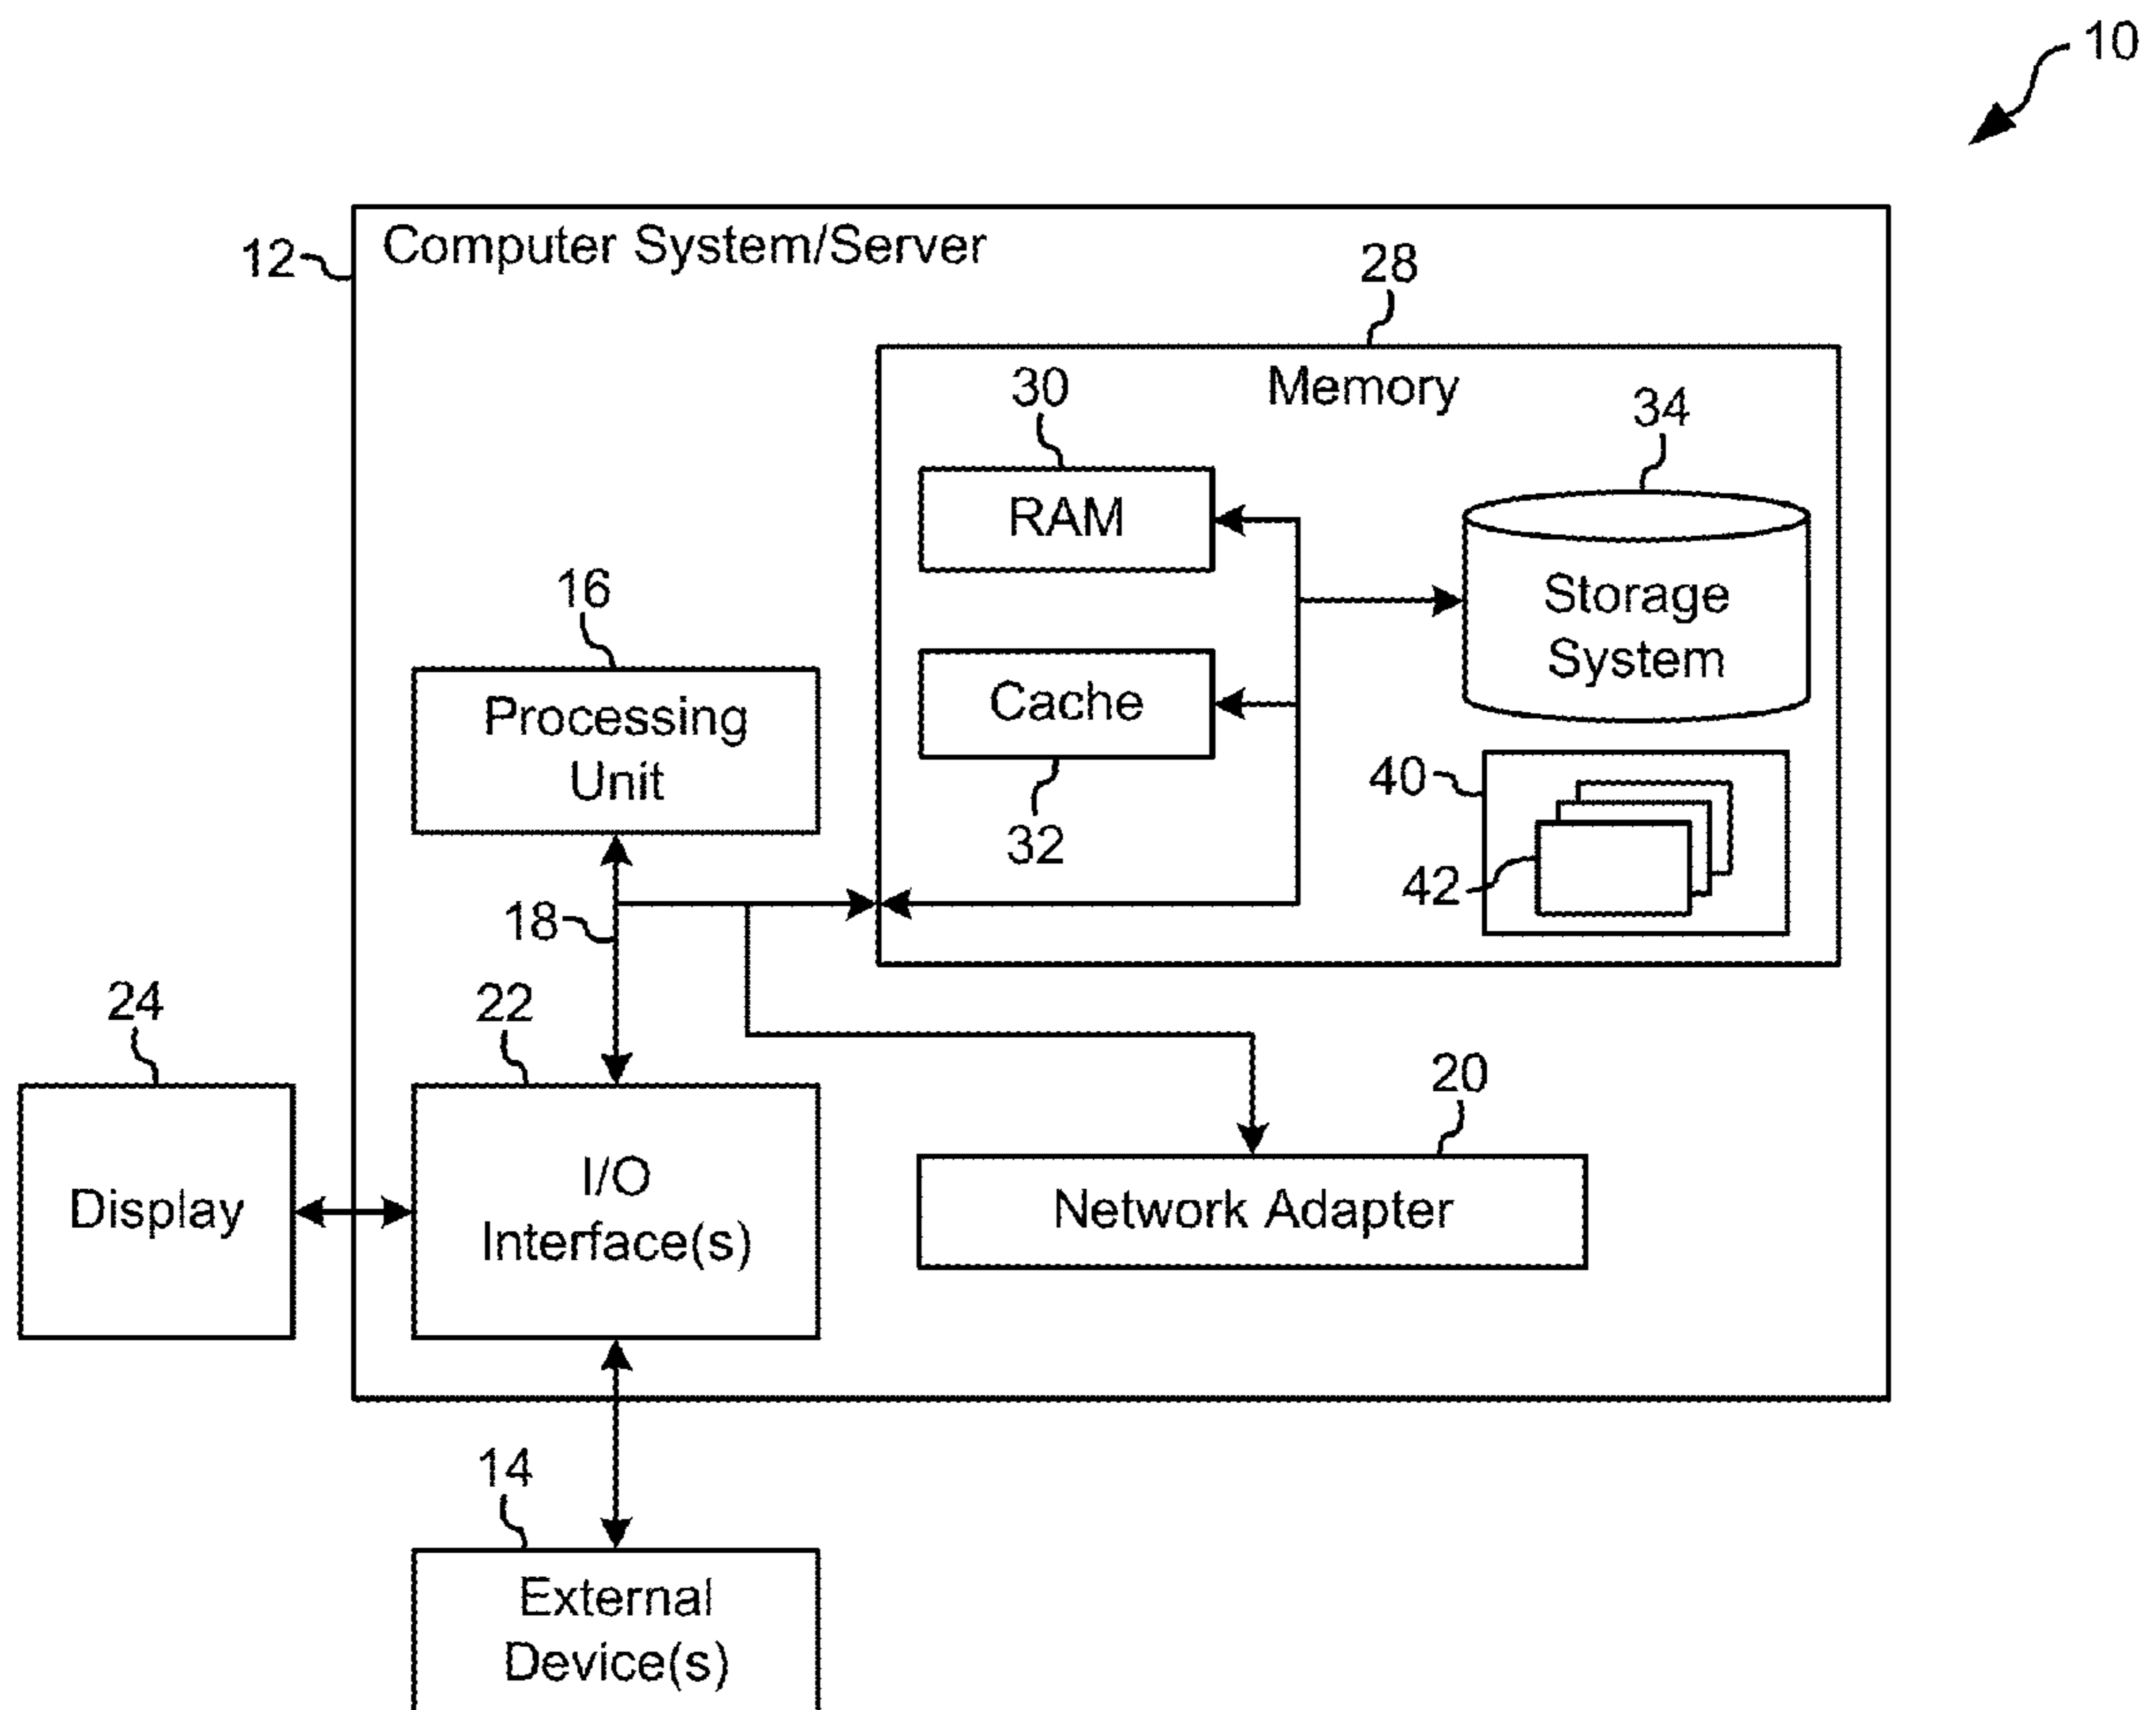 10
12
Computer System/Server
28
Memory
30
34
RAM
Storage
System
16
Processing
Unit
Cache
32
40
42
18
24
22
20
Display
I/O
Interface(s)
Network Adapter
14
External
Device(s)